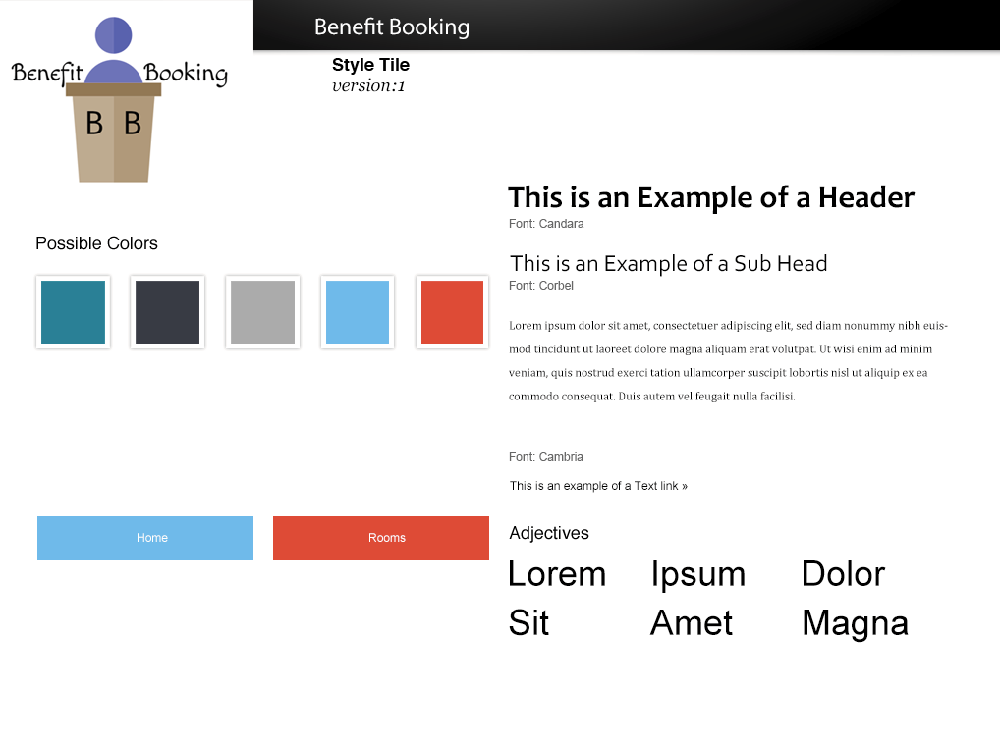 Benefit Booking
Style Tile
version:1
Benefit Booking
B B
Possible Colors
Home
Rooms
This is an Example of a Header
Font: Candara
This is an Example of a Sub Head
Font: Corbel
Lorem ipsum dolor sit amet, consectetuer adipiscing elit, sed diam nonummy nibh euis-
mod tincidunt ut laoreet dolore magna aliquam erat volutpat. Ut wisi enim ad minim
veniam, quis nostrud exerci tation ullamcorper suscipit lobortis nisl ut aliquip ex ea
commodo consequat. Duis autem vel feugait nulla facilisi.
Font: Cambria
This is an example of a Text link »
Adjectives
Lorem Ipsum Dolor
Sit Amet Magna